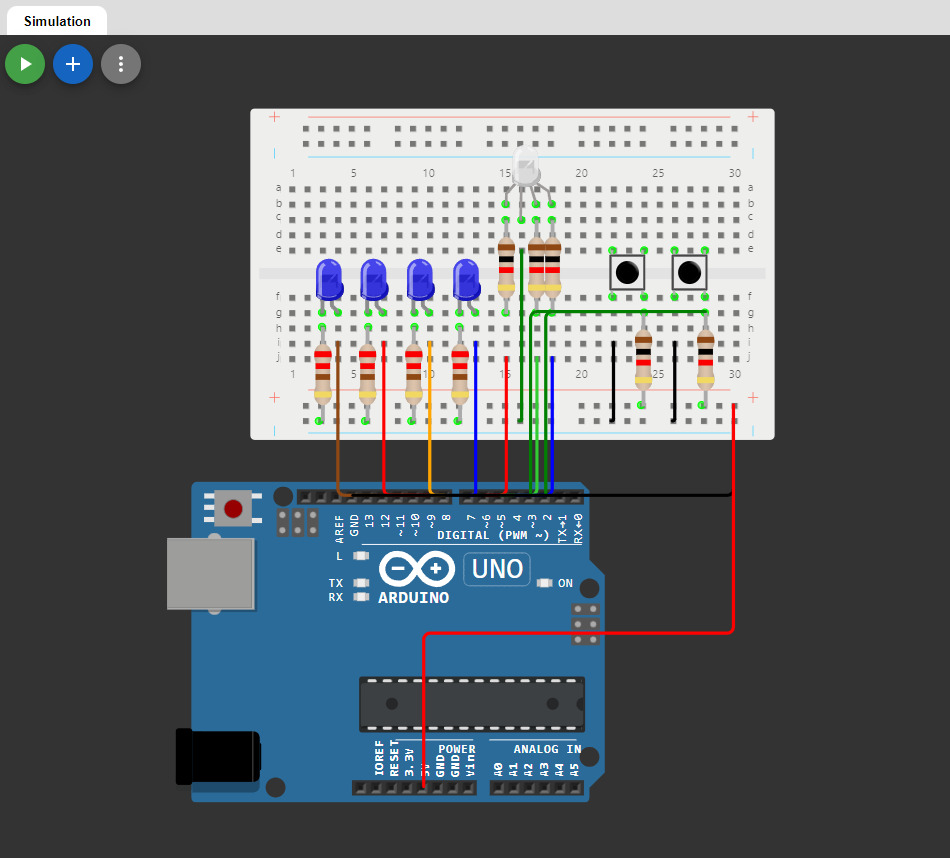 Simulation
+ +
| |
1 5 10 15 20 25 30
a a
b b
c c
d d
e e
f f
g g
h h
i i
j j
1 5 10 15 20 25 30
+ +
| |
AREF GND 13 12 ~11 ~10 ~9 8 7 ~6 ~5 4 ~3 2 TX→1 RX←0
DIGITAL (PWM ~)
L
UNO
TX ON
RX ARDUINO
POWER ANALOG IN
IOREF RESET 3.3V 5V GND GND Vin A0 A1 A2 A3 A4 A5